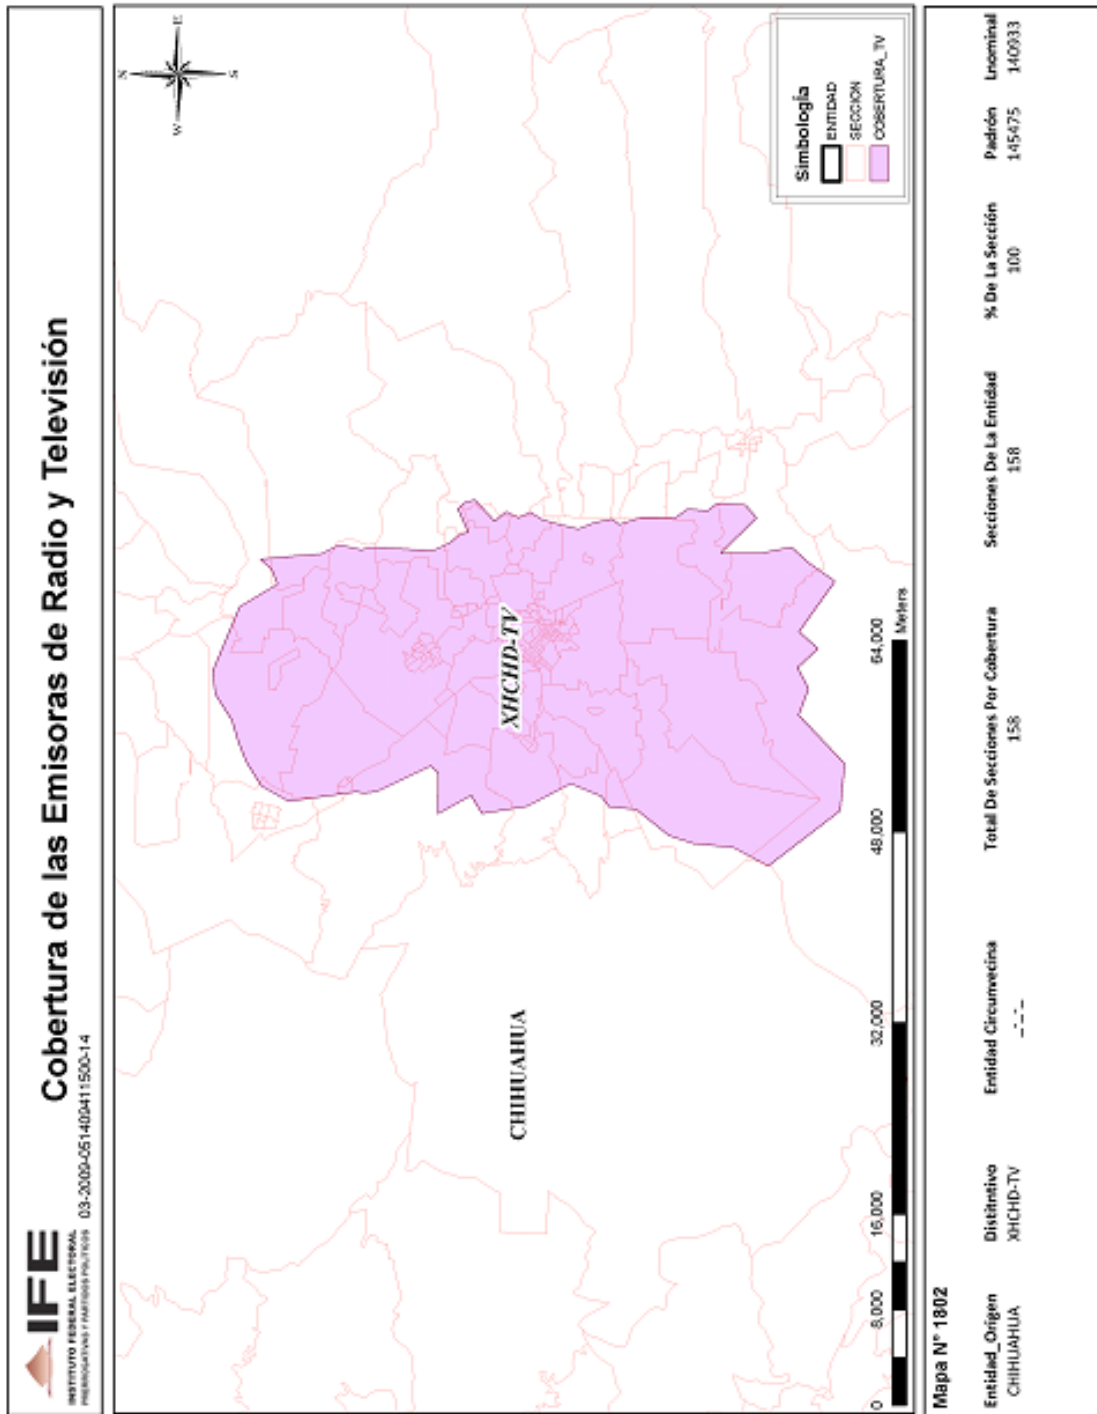 IFE
INSTITUTO FEDERAL ELECTORAL
PRERROGATIVAS Y PARTIDOS POLITICOS
03-2009-051409411500-14
Cobertura de las Emisoras de Radio y Televisión
N
E
S
W
XHCHD-TV
CHIHUAHUA
Simbología
ENTIDAD
SECCION
COBERTURA_TV
0 8,000 16,000 32,000 48,000 64,000
Meters
Mapa N° 1802
Entidad_Origen Distitntivo Entidad Circunvecina Total De Secciones Por Cobertura Secciones De La Entidad % De La Sección Padrón Lnominal
CHIHUAHUA XHCHD-TV _-_-_ 158 158 100 145475 140933